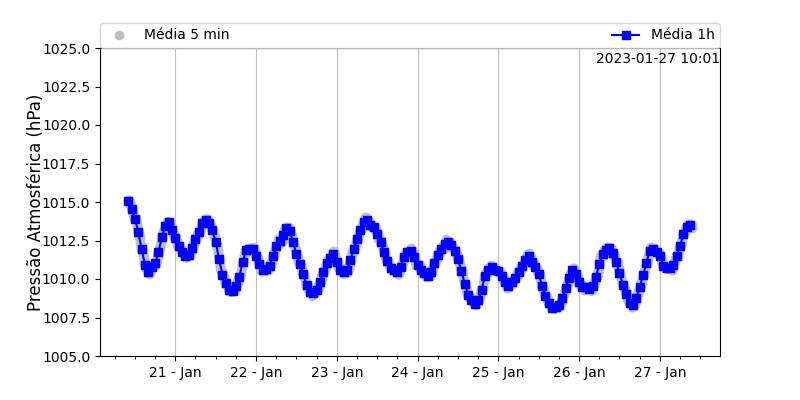 Média 5 min
Média 1h
2023-01-27 10:01
Pressão Atmosférica (hPa)
1025.0
1022.5
1020.0
1017.5
1015.0
1012.5
1010.0
1007.5
1005.0
21 - Jan
22 - Jan
23 - Jan
24 - Jan
25 - Jan
26 - Jan
27 - Jan